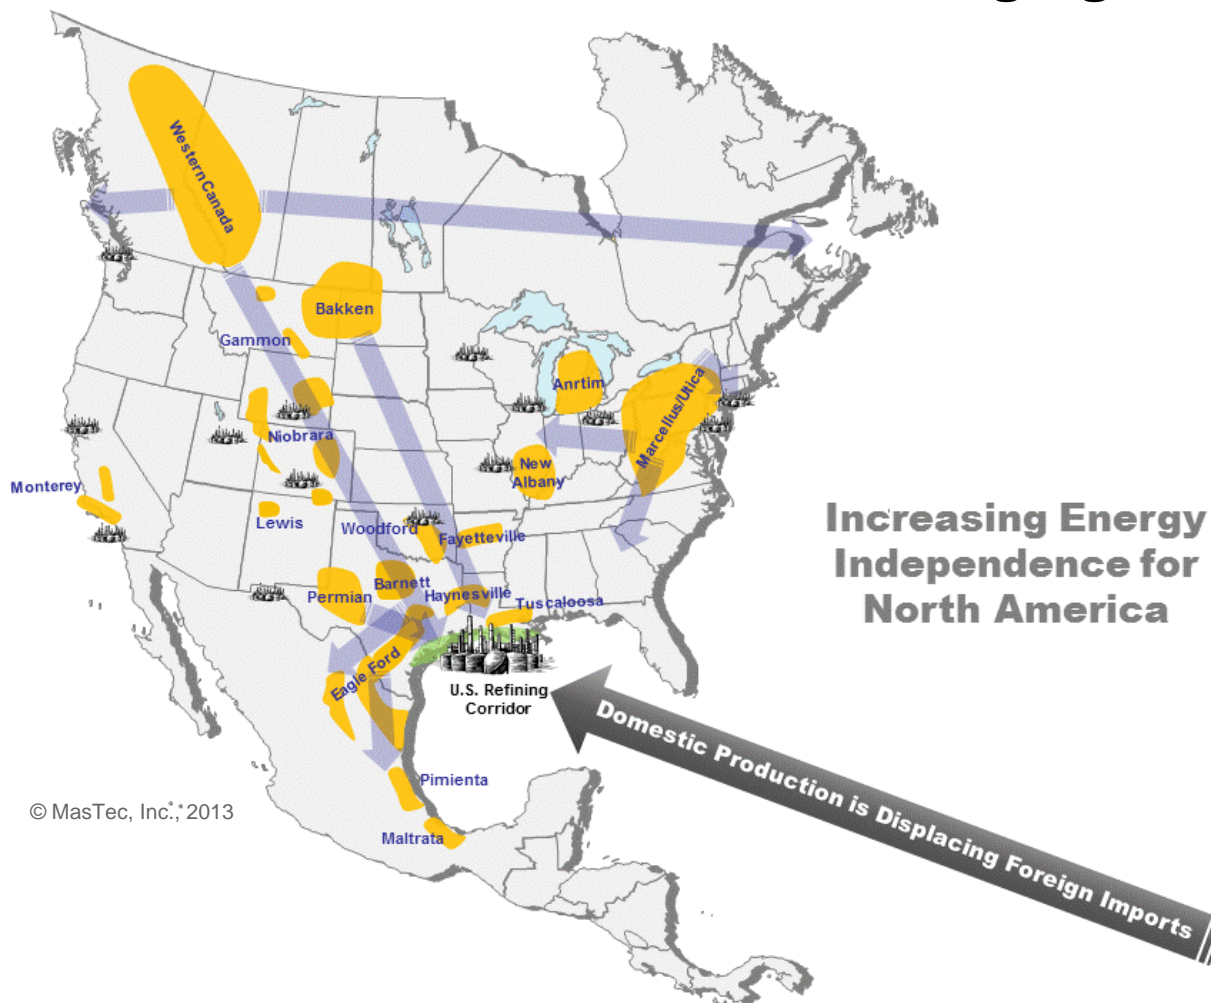 Western Canada
Bakken
Gammon
Anrtim
Marcellus/Utica
Niobrara
New
Albany
Monterey
Lewis
Woodford
Fayetteville
Barnett
Permian
Haynesville
Tuscaloosa
Eagle Ford
U.S. Refining
Corridor
Pimienta
Maltrata
Increasing Energy
Independence for
North America
Domestic Production is Displacing Foreign Imports
© MasTec, Inc., 2013